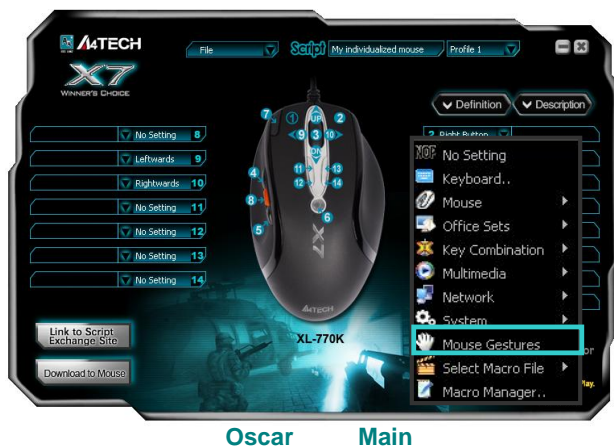 A4TECH
File
Script
My individualized mouse
Profile 1
X7
WINNER'S CHOICE
Definition
Description
7
1
UP
2
9
3
10
DN
11
13
12
14
4
8
5
6
X7
A4TECH
XL-770K
No Setting 8
Leftwards 9
Rightwards 10
No Setting 11
No Setting 12
No Setting 13
No Setting 14
2 Right Button
NOF No Setting
Keyboard..
Mouse
Office Sets
Key Combination
Multimedia
Network
System
Mouse Gestures
Select Macro File
Macro Manager..
or
Play.
Link to Script
Exchange Site
Download to Mouse
Oscar Main